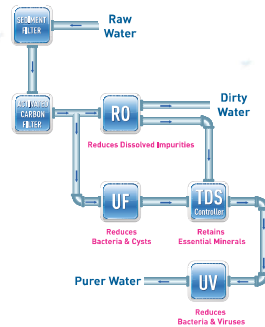 SEDIMENT
FILTER
Raw
Water
ACTIVATED
CARBON
FILTER
RO
Dirty
Water
Reduces Dissolved Impurities
UF
TDS
Controller
Reduces
Bacteria & Cysts
Retains
Essential Minerals
Purer Water
UV
Reduces
Bacteria & Viruses